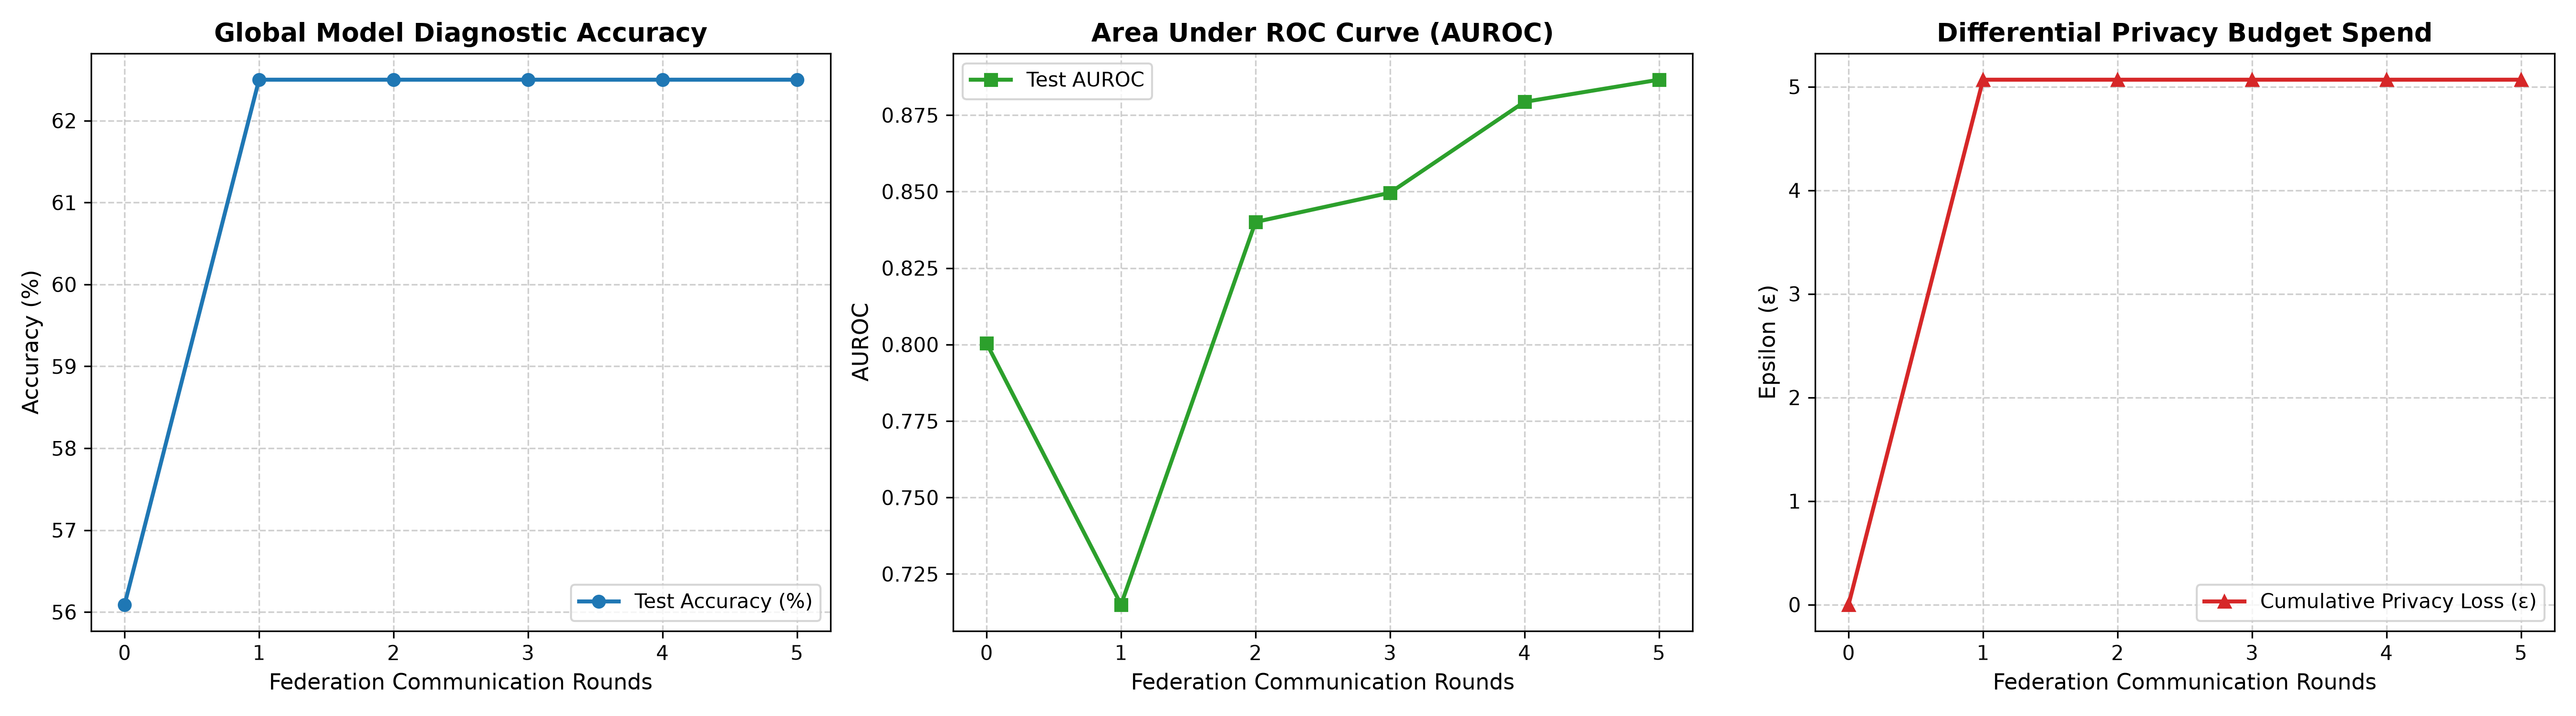 Global Model Diagnostic Accuracy
Accuracy (%)
62
61
60
59
58
57
56
Test Accuracy (%)
0 1 2 3 4 5
Federation Communication Rounds
Area Under ROC Curve (AUROC)
Test AUROC
AUROC
0.875
0.850
0.825
0.800
0.775
0.750
0.725
0 1 2 3 4 5
Federation Communication Rounds
Differential Privacy Budget Spend
Epsilon (ε)
5
4
3
2
1
0
Cumulative Privacy Loss (ε)
0 1 2 3 4 5
Federation Communication Rounds